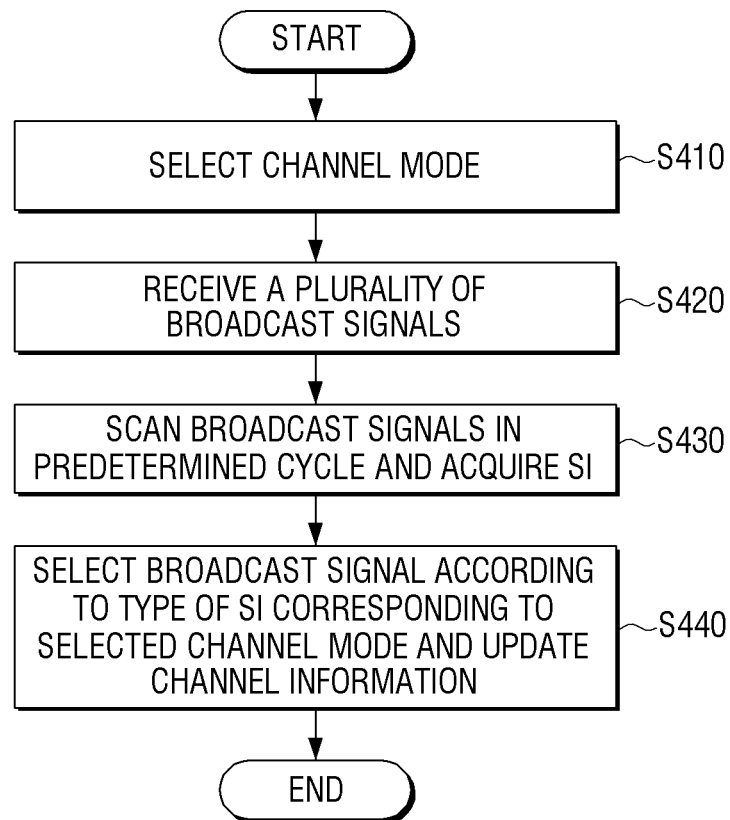 START
SELECT CHANNEL MODE
S410
RECEIVE A PLURALITY OF
BROADCAST SIGNALS
S420
SCAN BROADCAST SIGNALS IN
PREDETERMINED CYCLE AND ACQUIRE SI
S430
SELECT BROADCAST SIGNAL ACCORDING
TO TYPE OF SI CORRESPONDING TO
SELECTED CHANNEL MODE AND UPDATE
CHANNEL INFORMATION
S440
END